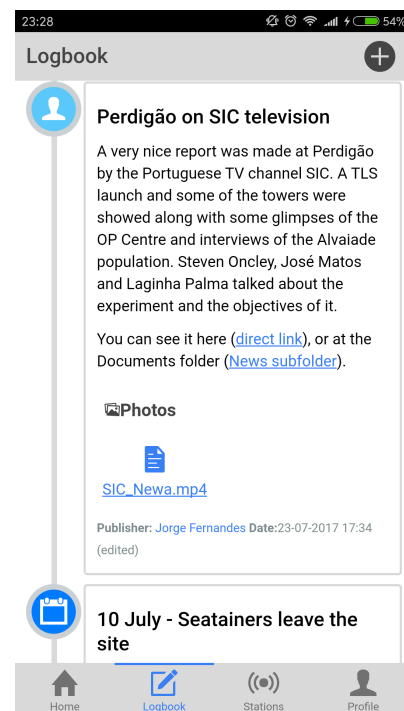 23:28
54%
Logbook
Perdigão on SIC television
A very nice report was made at Perdigão
by the Portuguese TV channel SIC. A TLS
launch and some of the towers were
showed along with some glimpses of the
OP Centre and interviews of the Alvaiade
population. Steven Oncley, José Matos
and Laginha Palma talked about the
experiment and the objectives of it.
You can see it here (direct link), or at the
Documents folder (News subfolder).
Photos
SIC_Newa.mp4
Publisher: Jorge Fernandes Date:23-07-2017 17:34
(edited)
10 July - Seatainers leave the
site
Home Logbook Stations Profile